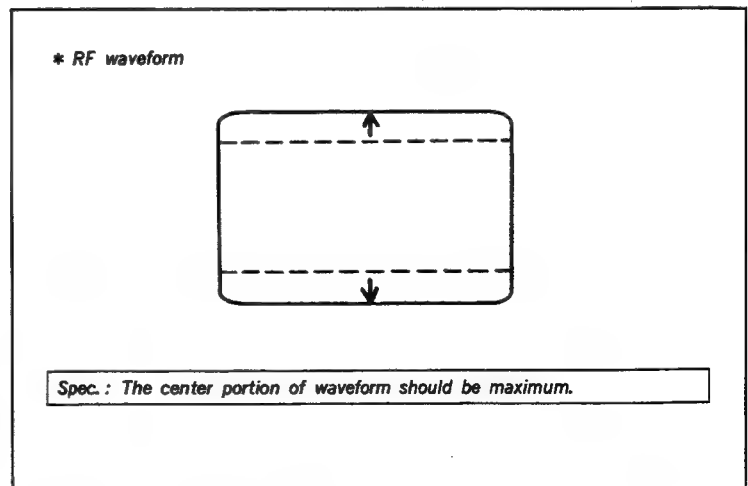 * RF waveform
Spec.: The center portion of waveform should be maximum.